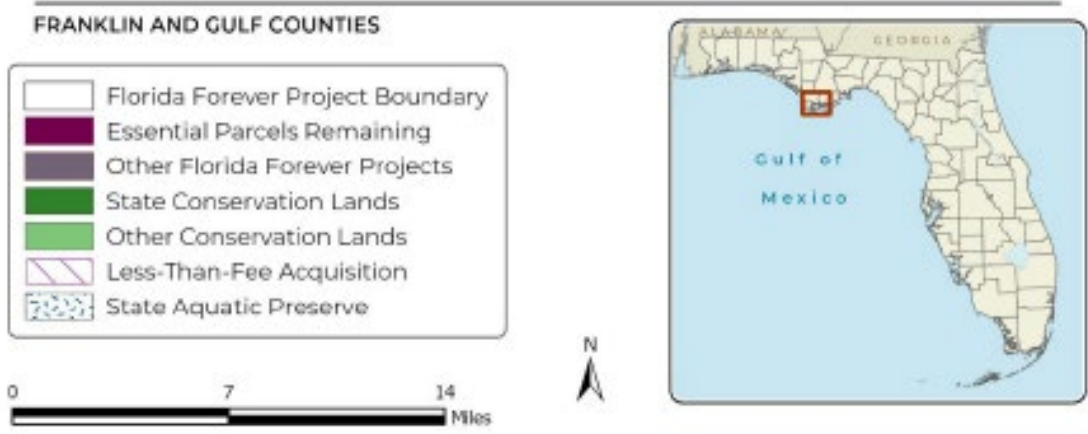 FRANKLIN AND GULF COUNTIES
Florida Forever Project Boundary
Essential Parcels Remaining
Other Florida Forever Projects
State Conservation Lands
Other Conservation Lands
Less-Than-Fee Acquisition
State Aquatic Preserve
0 7 14
Miles
N
ALABAMA
GEORGIA
Gulf of
Mexico